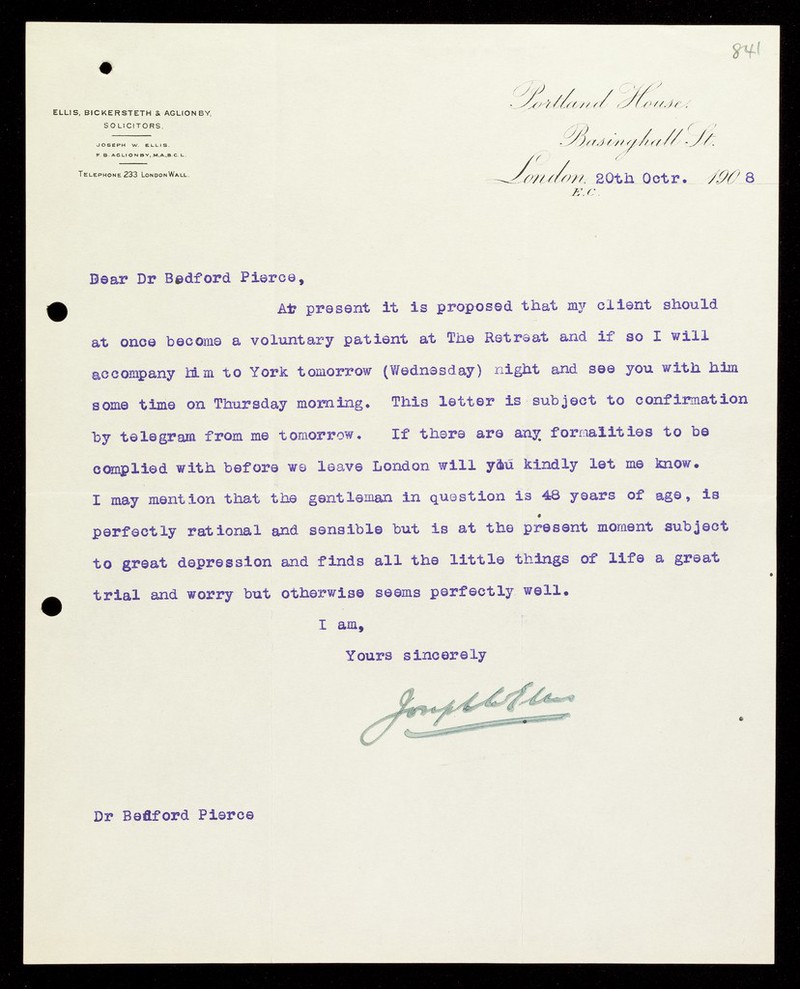 841
ELLIS, BICKERSTETH & AGLIONBY,
SOLICITORS.
JOSEPH W. ELLIS.
F. B. AGLIONBY, M.A., B.C.L.
TELEPHONE 233 LONDON WALL.
Portland House,
Basinghall St.
London, 20th Octr. 1908
E.C.
Dear Dr Bedford Pierce,
At present it is proposed that my client should
at once become a voluntary patient at The Retreat and if so I will
accompany him to York tomorrow (Wednesday) night and see you with him
some time on Thursday morning. This letter is subject to confirmation
by telegram from me tomorrow. If there are any formalities to be
complied with before we leave London will you kindly let me know.
I may mention that the gentleman in question is 48 years of age, is
perfectly rational and sensible but is at the present moment subject
to great depression and finds all the little things of life a great
trial and worry but otherwise seems perfectly well.
I am,
Yours sincerely
Joseph W Ellis
Dr Bedford Pierce